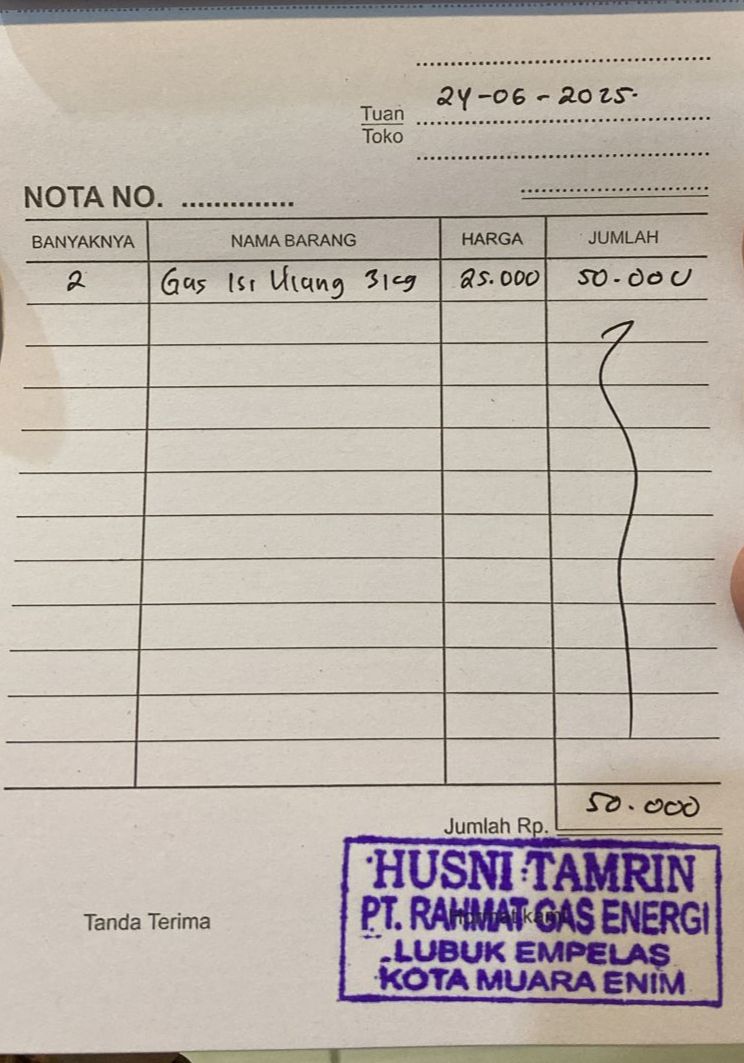 24-06-2025.
Tuan
Toko
NOTA NO. ..............
BANYAKNYA NAMA BARANG HARGA JUMLAH
2 Gas Isi Ulang 3kg 25.000 50.000
Jumlah Rp. 50.000
Tanda Terima Hormat kami,
HUSNI TAMRIN
PT. RAHMAT GAS ENERGI
LUBUK EMPELAS
KOTA MUARA ENIM